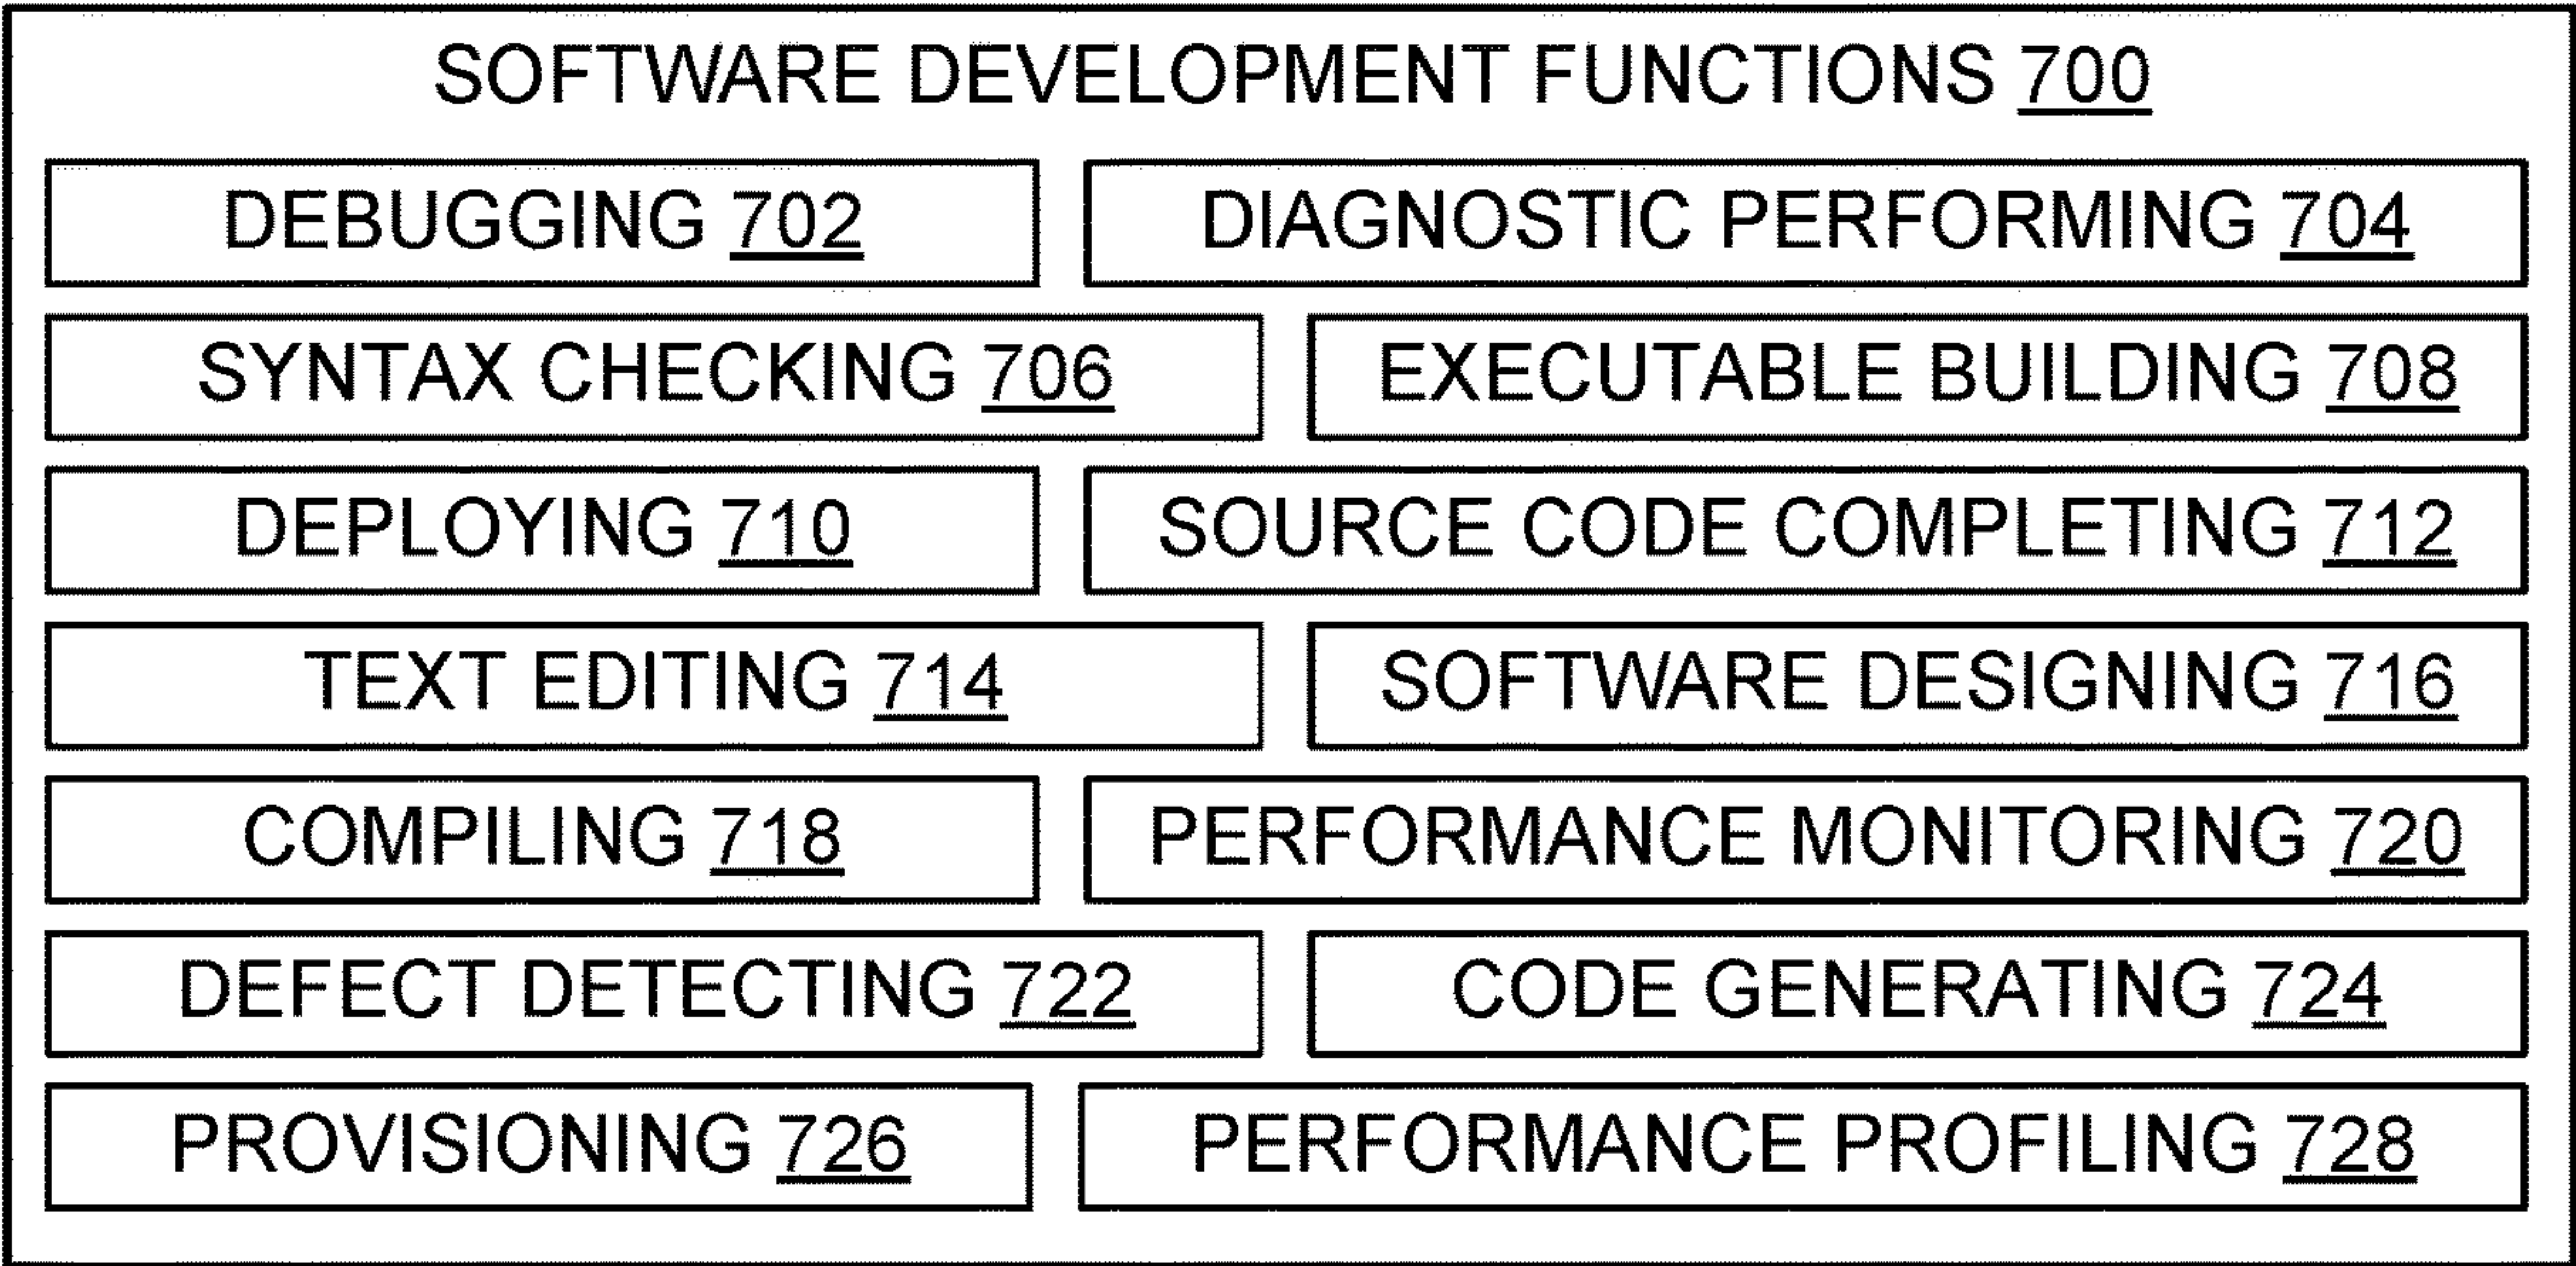 SOFTWARE DEVELOPMENT FUNCTIONS 700
DEBUGGING 702
DIAGNOSTIC PERFORMING 704
SYNTAX CHECKING 706
EXECUTABLE BUILDING 708
DEPLOYING 710
SOURCE CODE COMPLETING 712
TEXT EDITING 714
SOFTWARE DESIGNING 716
COMPILING 718
PERFORMANCE MONITORING 720
DEFECT DETECTING 722
CODE GENERATING 724
PROVISIONING 726
PERFORMANCE PROFILING 728